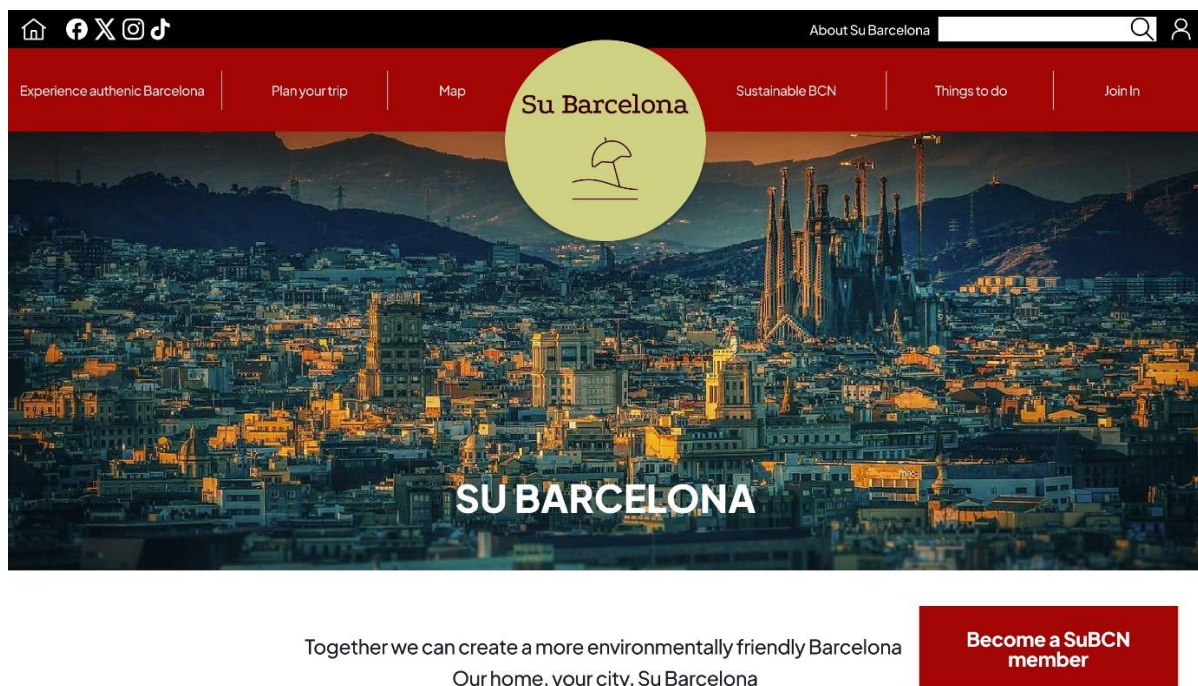 About Su Barcelona
Experience authenic Barcelona
Plan your trip
Map
Su Barcelona
Sustainable BCN
Things to do
Join In
SU BARCELONA
Together we can create a more environmentally friendly Barcelona
Our home, your city, Su Barcelona
Become a SuBCN
member